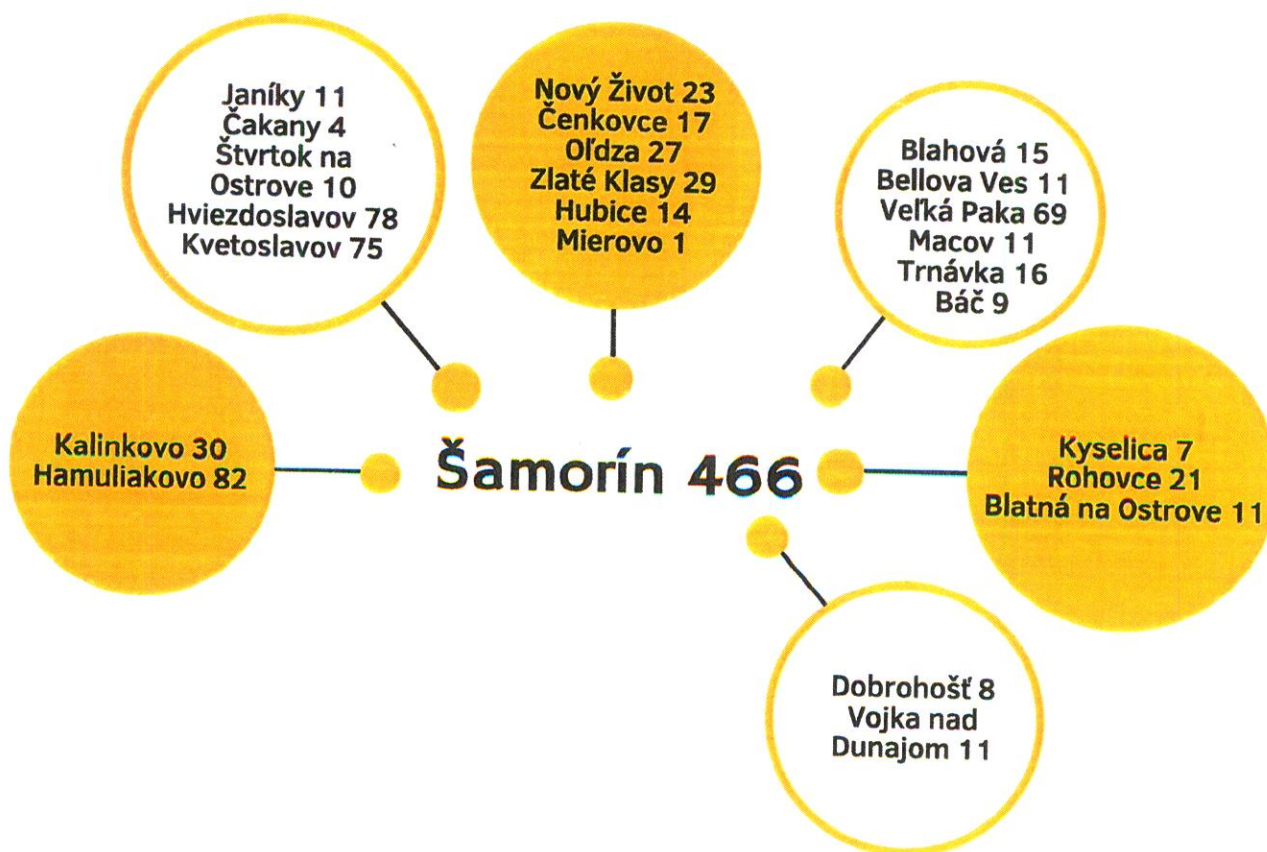 Janíky 11
Čakany 4
Štvrtok na
Ostrove 10
Hviezdoslavov 78
Kvetoslavov 75
Nový Život 23
Čenkovce 17
Oľdza 27
Zlaté Klasy 29
Hubice 14
Mierovo 1
Blahová 15
Bellova Ves 11
Veľká Paka 69
Macov 11
Trnávka 16
Báč 9
Kalinkovo 30
Hamuliakovo 82
Šamorín 466
Kyselica 7
Rohovce 21
Blatná na Ostrove 11
Dobrohošť 8
Vojka nad
Dunajom 11